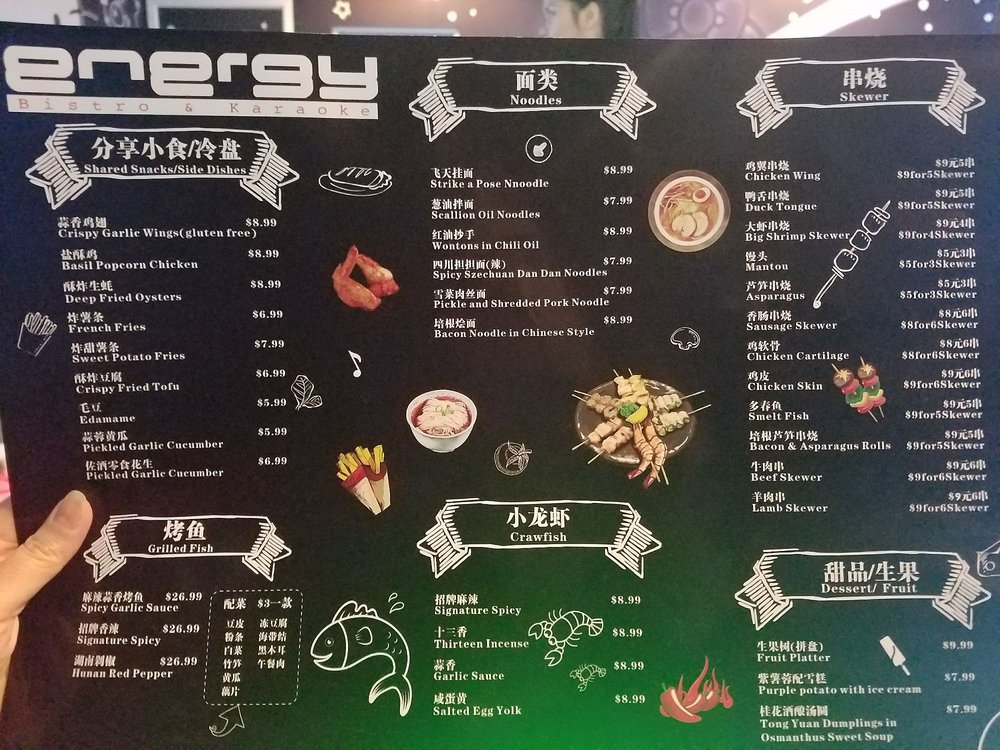 energy
Bistro & Karaoke
分享小食/冷盘
Shared Snacks/Side Dishes
蒜香鸡翅 $8.99
Crispy Garlic Wings(gluten free)
盐酥鸡 $8.99
Basil Popcorn Chicken
酥炸生蚝 $8.99
Deep Fried Oysters
炸薯条 $6.99
French Fries
炸甜薯条 $7.99
Sweet Potato Fries
酥炸豆腐 $6.99
Crispy Fried Tofu
毛豆 $5.99
Edamame
蒜蓉黄瓜 $5.99
Pickled Garlic Cucumber
佐酒零食花生 $6.99
Pickled Garlic Cucumber
烤鱼
Grilled Fish
麻辣蒜香烤鱼 $26.99
Spicy Garlic Sauce
招牌香辣 $26.99
Signature Spicy
湖南剁椒 $26.99
Hunan Red Pepper
配菜 $3一款
豆皮 冻豆腐
粉条 海带结
白菜 黑木耳
竹笋 午餐肉
黄瓜
藕片
面类
Noodles
飞天挂面 $8.99
Strike a Pose Nnoodle
葱油拌面 $7.99
Scallion Oil Noodles
红油抄手 $8.99
Wontons in Chili Oil
四川担担面(辣) $7.99
Spicy Szechuan Dan Dan Noodles
雪菜肉丝面 $7.99
Pickle and Shredded Pork Noodle
培根烩面 $8.99
Bacon Noodle in Chinese Style
小龙虾
Crawfish
招牌麻辣 $8.99
Signature Spicy
十三香 $8.99
Thirteen Incense
蒜香 $8.99
Garlic Sauce
咸蛋黄 $8.99
Salted Egg Yolk
串烧
Skewer
鸡翼串烧 $9元5串
Chicken Wing $9for5Skewer
鸭舌串烧 $9元5串
Duck Tongue $9for5Skewer
大虾串烧 $9元4串
Big Shrimp Skewer $9for4Skewer
馒头 $5元3串
Mantou $5for3Skewer
芦笋串烧 $5元3串
Asparagus $5for3Skewer
香肠串烧 $8元6串
Sausage Skewer $8for6Skewer
鸡软骨 $8元6串
Chicken Cartilage $8for6Skewer
鸡皮 $9元6串
Chicken Skin $9for6Skewer
多春鱼 $9元5串
Smelt Fish $9for5Skewer
培根芦笋串烧 $9元5串
Bacon & Asparagus Rolls $9for5Skewer
牛肉串 $9元6串
Beef Skewer $9for6Skewer
羊肉串 $9元6串
Lamb Skewer $9for6Skewer
甜品/生果
Dessert/ Fruit
生果树(拼盘) $9.99
Fruit Platter
紫薯蓉配雪糕 $7.99
Purple potato with ice cream
桂花酒酿汤圆 $7.99
Tong Yuan Dumplings in
Osmanthus Sweet Soup